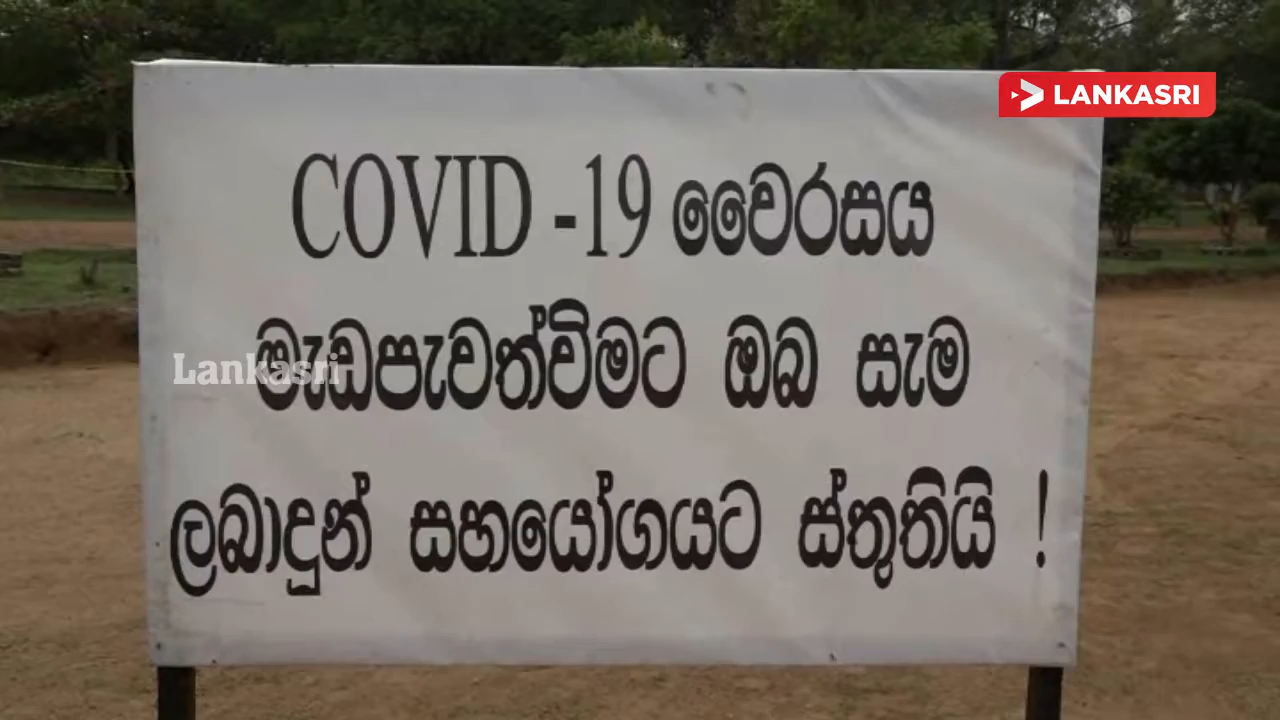 LANKASRI
COVID -19 වෛරසය
මැඩපැවත්විමට ඔබ සැම
Lankasri
ලබාදුන් සහයෝගයට ස්තූතියි !